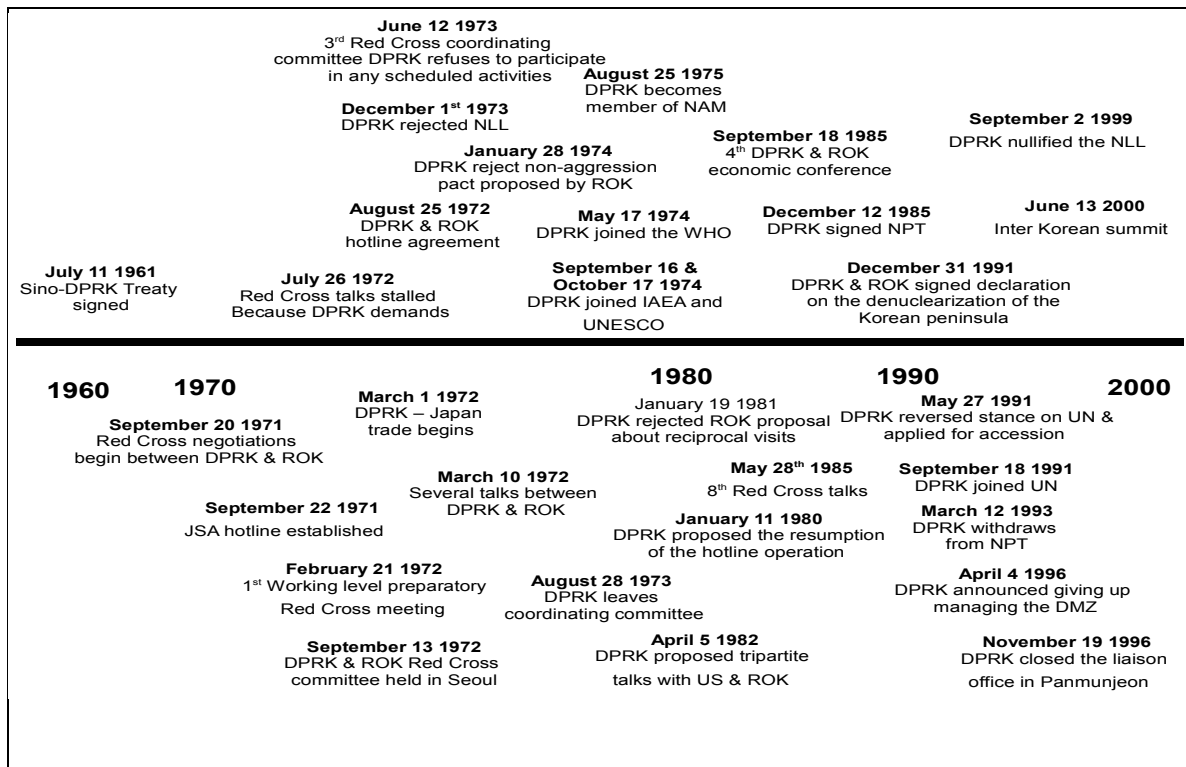 June 12 1973
3rd Red Cross coordinating
committee DPRK refuses to participate
in any scheduled activities
August 25 1975
DPRK becomes
member of NAM
December 1st 1973
DPRK rejected NLL
September 2 1999
DPRK nullified the NLL
September 18 1985
4th DPRK & ROK
economic conference
January 28 1974
DPRK reject non-aggression
pact proposed by ROK
August 25 1972
DPRK & ROK
hotline agreement
May 17 1974
DPRK joined the WHO
December 12 1985
DPRK signed NPT
June 13 2000
Inter Korean summit
July 11 1961
Sino-DPRK Treaty
signed
July 26 1972
Red Cross talks stalled
Because DPRK demands
September 16 &
October 17 1974
DPRK joined IAEA and
UNESCO
December 31 1991
DPRK & ROK signed declaration
on the denuclearization of the
Korean peninsula
1960
1970
1980
1990
2000
March 1 1972
DPRK – Japan
trade begins
January 19 1981
DPRK rejected ROK proposal
about reciprocal visits
May 27 1991
DPRK reversed stance on UN &
applied for accession
September 20 1971
Red Cross negotiations
begin between DPRK & ROK
March 10 1972
Several talks between
DPRK & ROK
May 28th 1985
8th Red Cross talks
September 18 1991
DPRK joined UN
September 22 1971
JSA hotline established
January 11 1980
DPRK proposed the resumption
of the hotline operation
March 12 1993
DPRK withdraws
from NPT
February 21 1972
1st Working level preparatory
Red Cross meeting
August 28 1973
DPRK leaves
coordinating committee
April 4 1996
DPRK announced giving up
managing the DMZ
September 13 1972
DPRK & ROK Red Cross
committee held in Seoul
April 5 1982
DPRK proposed tripartite
talks with US & ROK
November 19 1996
DPRK closed the liaison
office in Panmunjeon